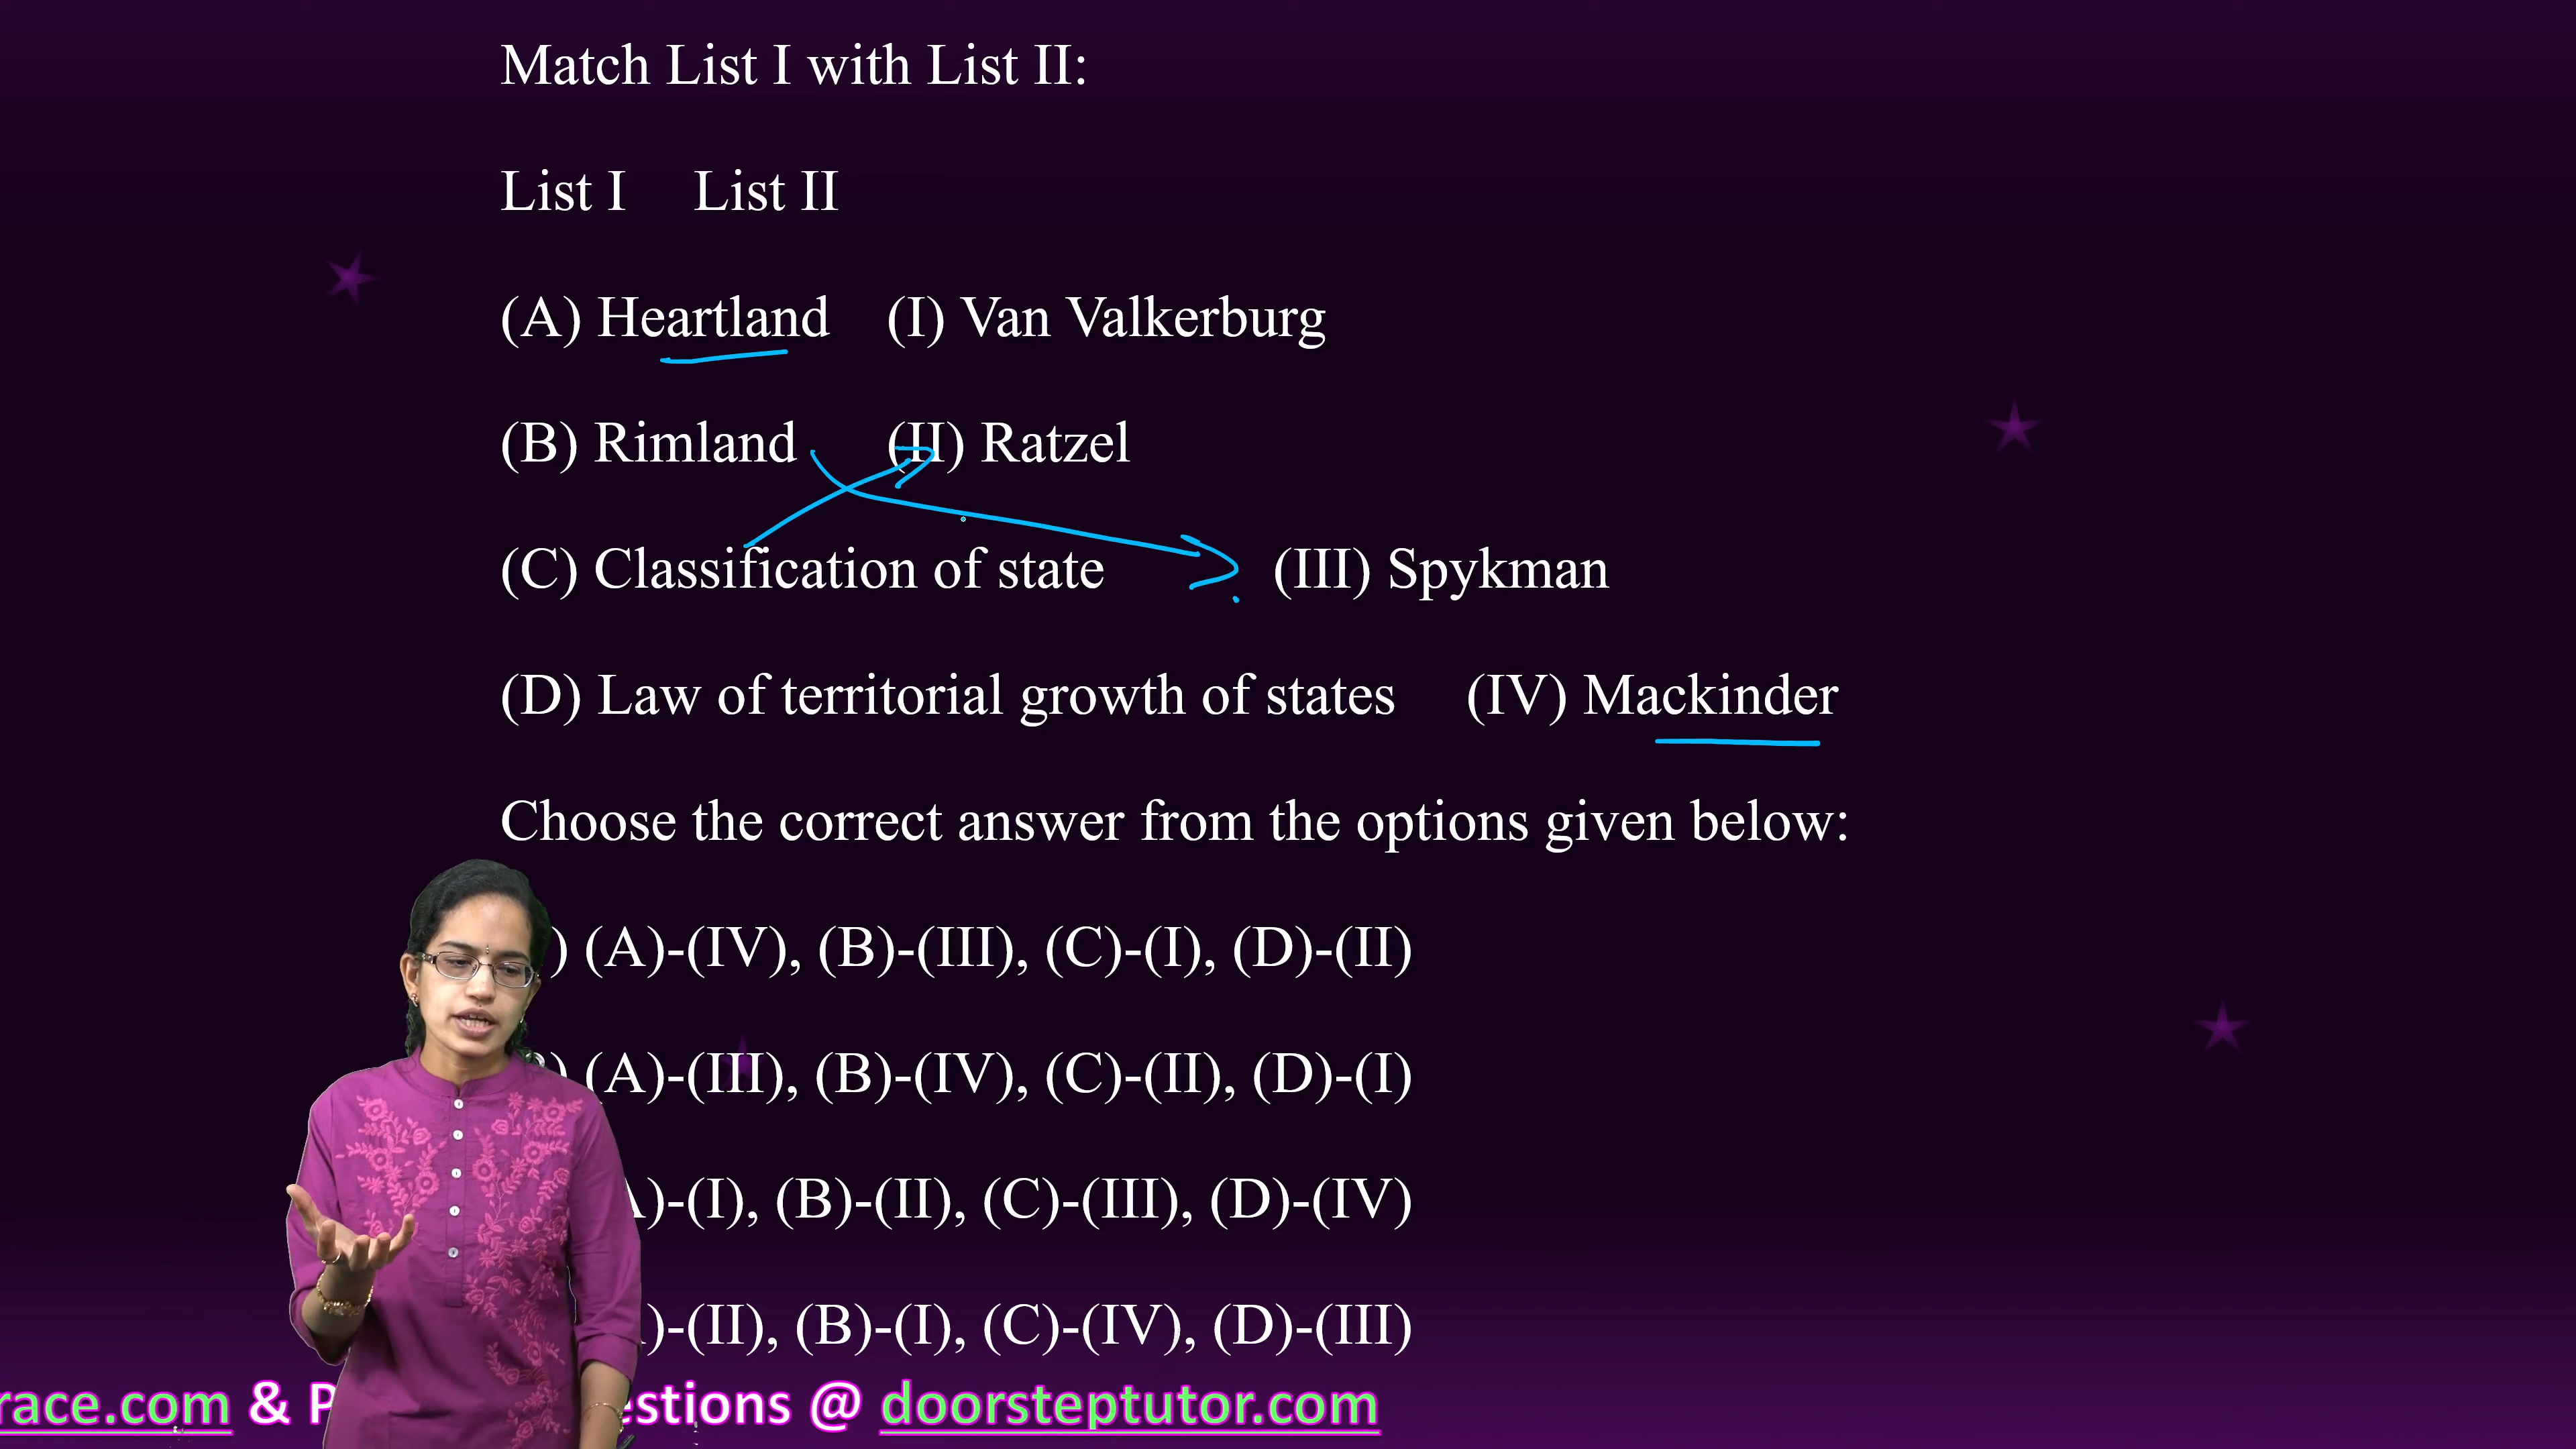 Match List I with List II:
List I List II
(A) Heartland (I) Van Valkerburg
(B) Rimland (II) Ratzel
(C) Classification of state (III) Spykman
(D) Law of territorial growth of states (IV) Mackinder
Choose the correct answer from the options given below:
) (A)-(IV), (B)-(III), (C)-(I), (D)-(II)
) (A)-(III), (B)-(IV), (C)-(II), (D)-(I)
)-(I), (B)-(II), (C)-(III), (D)-(IV)
)-(II), (B)-(I), (C)-(IV), (D)-(III)
race.com & P estions @ doorsteptutor.com